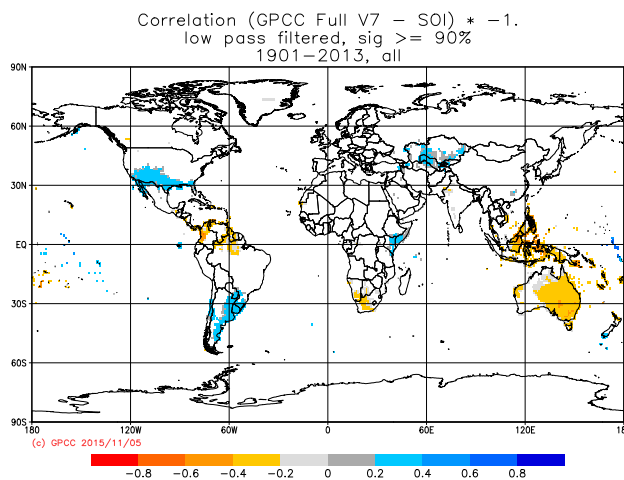 Correlation (GPCC Full V7 − SOI) * −1.
low pass filtered, sig >= 90%
1901−2013, all
90N
60N
30N
EQ
30S
60S
90S
180 120W 60W 0 60E 120E 18
(c) GPCC 2015/11/05
−0.8 −0.6 −0.4 −0.2 0 0.2 0.4 0.6 0.8